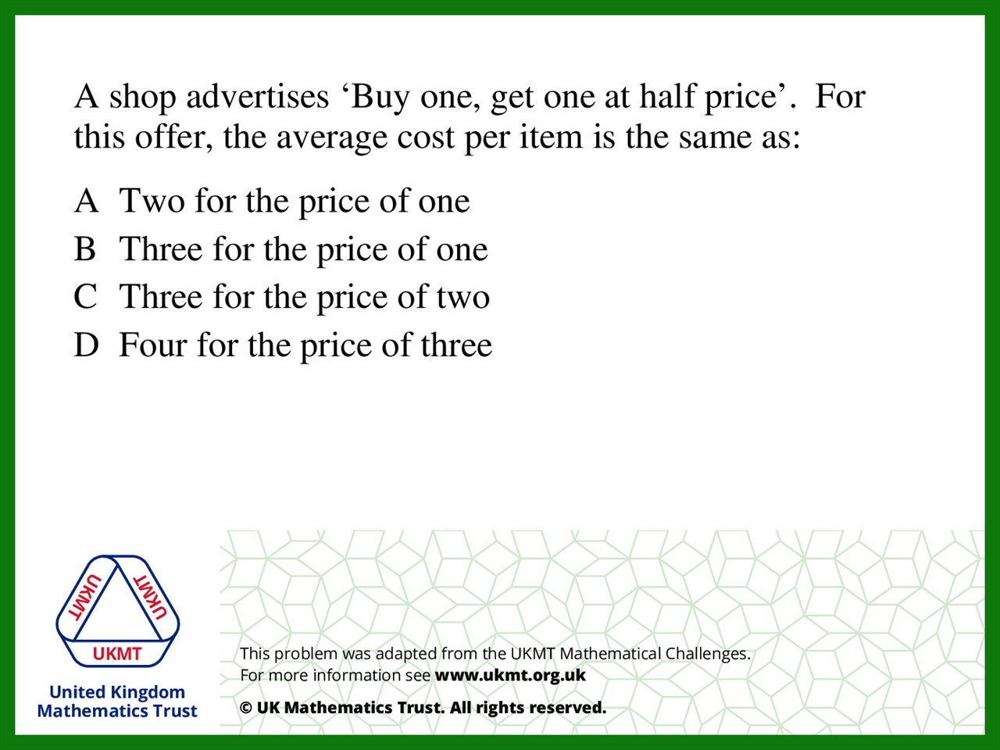 A shop advertises ‘Buy one, get one at half price’.  For
this offer, the average cost per item is the same as:
A Two for the price of one
B Three for the price of one
C Three for the price of two
D Four for the price of three
UKMT
UKMT
UKMT
United Kingdom
Mathematics Trust
This problem was adapted from the UKMT Mathematical Challenges.
For more information see www.ukmt.org.uk
© UK Mathematics Trust. All rights reserved.